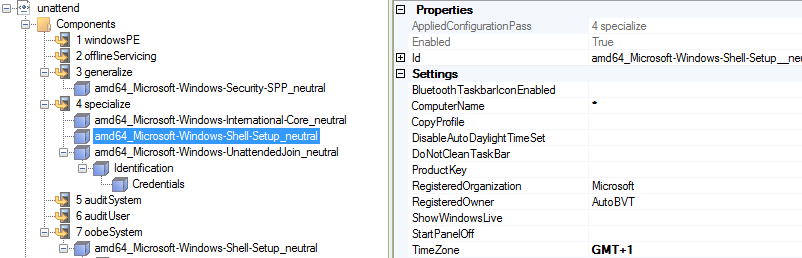 unattend
Components
1 windowsPE
2 offlineServicing
3 generalize
amd64_Microsoft-Windows-Security-SPP_neutral
4 specialize
amd64_Microsoft-Windows-International-Core_neutral
amd64_Microsoft-Windows-Shell-Setup_neutral
amd64_Microsoft-Windows-UnattendedJoin_neutral
Identification
Credentials
5 auditSystem
6 auditUser
7 oobeSystem
amd64_Microsoft-Windows-Shell-Setup_neutral
Properties
AppliedConfigurationPass 4 specialize
Enabled True
Id amd64_Microsoft-Windows-Shell-Setup__ne
Settings
BluetoothTaskbarIconEnabled
ComputerName *
CopyProfile
DisableAutoDaylightTimeSet
DoNotCleanTaskBar
ProductKey
RegisteredOrganization Microsoft
RegisteredOwner AutoBVT
ShowWindowsLive
StartPanelOff
TimeZone GMT+1